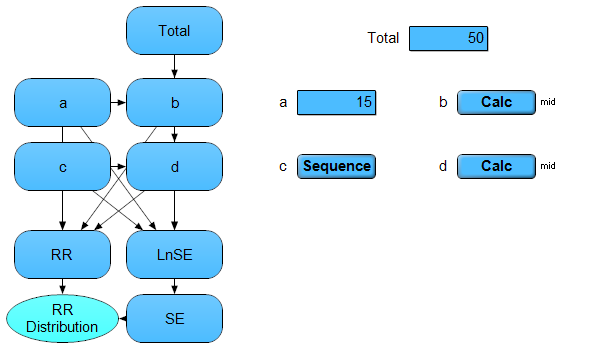 Total
Total 50
a b
a 15 b Calc mid
c d
c Sequence d Calc mid
RR LnSE
RR
Distribution
SE